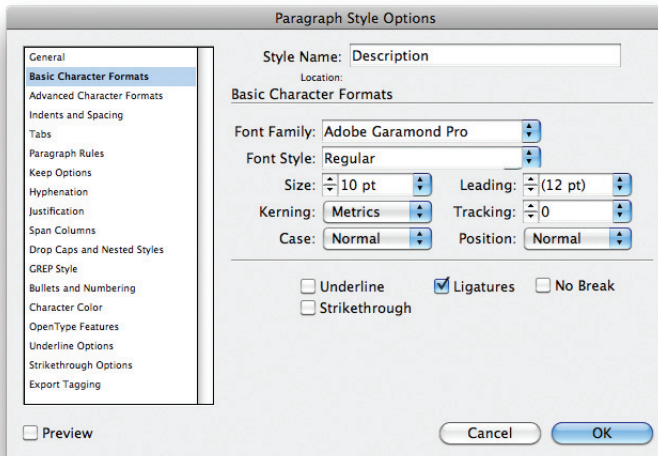 Paragraph Style Options
General
Basic Character Formats
Advanced Character Formats
Indents and Spacing
Tabs
Paragraph Rules
Keep Options
Hyphenation
Justification
Span Columns
Drop Caps and Nested Styles
GREP Style
Bullets and Numbering
Character Color
OpenType Features
Underline Options
Strikethrough Options
Export Tagging
Style Name: Description
Location:
Basic Character Formats
Font Family: Adobe Garamond Pro
Font Style: Regular
Size: 10 pt Leading: (12 pt)
Kerning: Metrics Tracking: 0
Case: Normal Position: Normal
Underline Ligatures No Break
Strikethrough
Preview Cancel OK